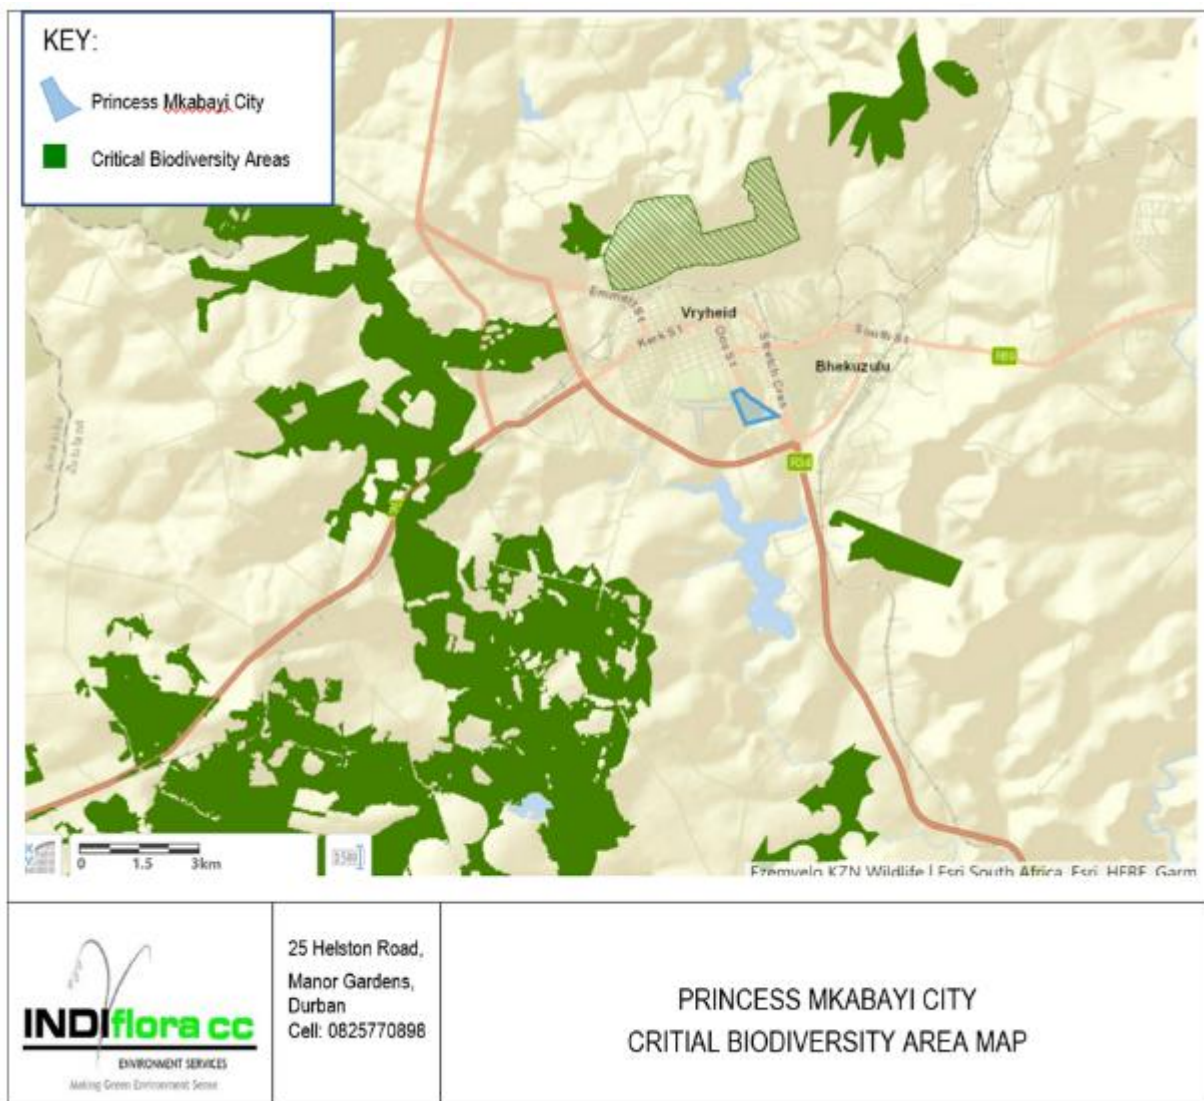 KEY:
Princess Mkabayi City
Critical Biodiversity Areas
Emmett St
Vryheid
Kerk St
Oos St
Stretch Cres
South St
R69
Bhekuzulu
R34
0 1.5 3km
Ezemvelo KZN Wildlife | Esri South Africa, Esri, HERE, Garm
INDIflora cc
ENVIRONMENT SERVICES
Making Green Environment Sense
25 Helston Road,
Manor Gardens,
Durban
Cell: 0825770898
PRINCESS MKABAYI CITY
CRITIAL BIODIVERSITY AREA MAP